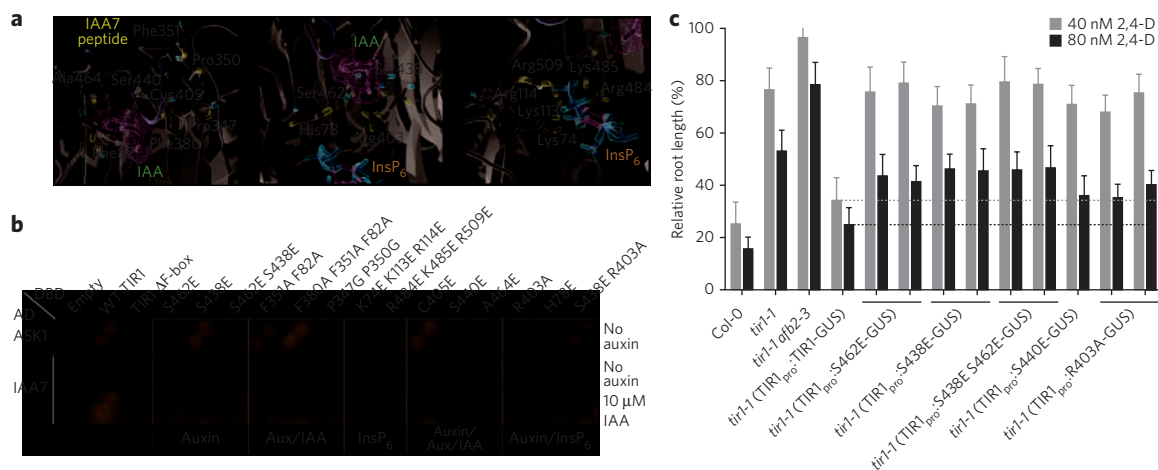 a
IAA7
peptide
Phe351
Pro350
Ala464
Ser440
Cys405
Phe380
IAA
IAA
Ser462
His78
InsP6
Arg509
Lys485
Arg484
Arg114
Lys113
Lys74
InsP6
b
DBD
AD
Empty
WT TIR1
TIR1 ΔF-box
S462E
S438E
S462E S438E
F351A F82A
F380A F351A F82A
P347G P350G
K74E K113E R114E
R484E K485E R509E
C405E
S440E
A464E
R403A
H78E
S438E R403A
ASK1
No
auxin
IAA7
No
auxin
10 μM
IAA
Auxin
Aux/IAA
InsP6
Auxin/
Aux/IAA
Auxin/InsP6
c
40 nM 2,4-D
80 nM 2,4-D
Relative root length (%)
100
80
60
40
20
0
Col-0
tir1-1
tir1-1 afb2-3
tir1-1 (TIR1pro:TIR1-GUS)
tir1-1 (TIR1pro:S462E-GUS)
tir1-1 (TIR1pro:S438E-GUS)
tir1-1 (TIR1pro:S438E S462E-GUS)
tir1-1 (TIR1pro:S440E-GUS)
tir1-1 (TIR1pro:R403A-GUS)